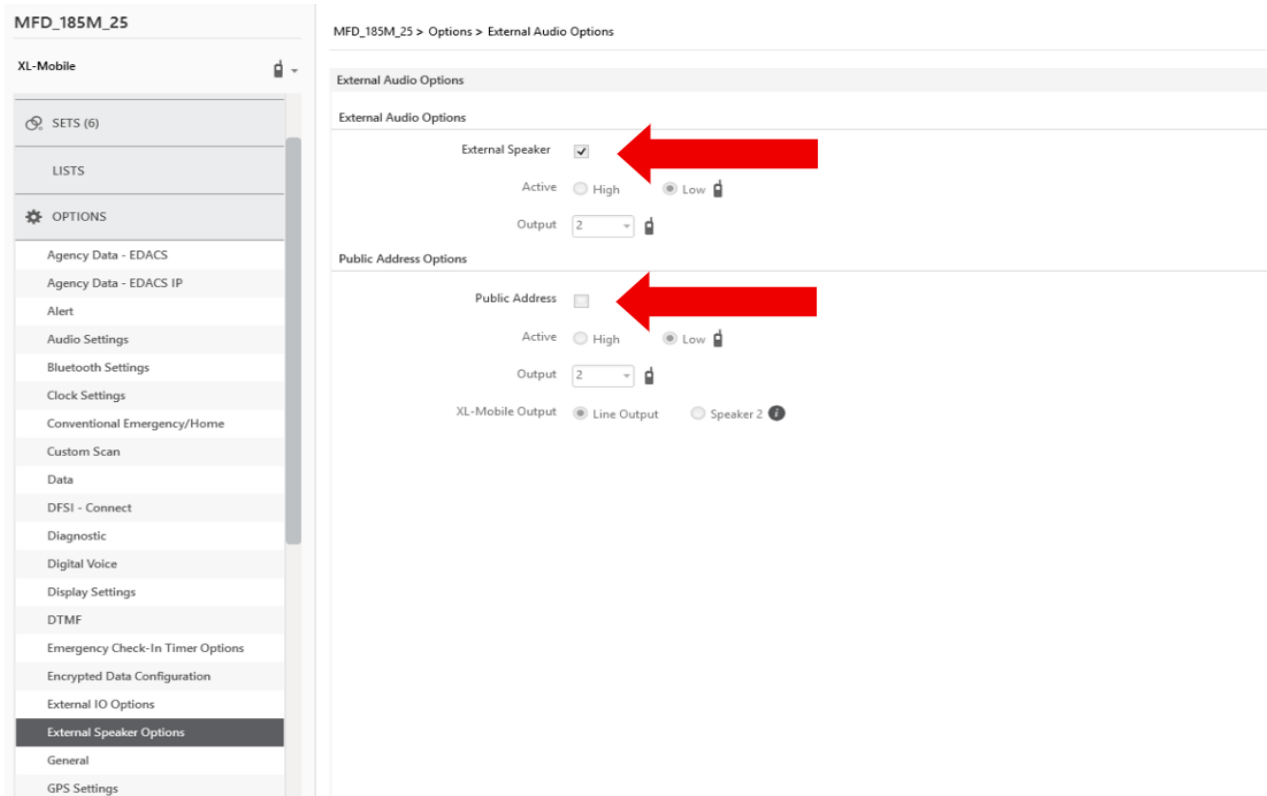 MFD_185M_25
XL-Mobile
SETS (6)
LISTS
OPTIONS
Agency Data - EDACS
Agency Data - EDACS IP
Alert
Audio Settings
Bluetooth Settings
Clock Settings
Conventional Emergency/Home
Custom Scan
Data
DFSI - Connect
Diagnostic
Digital Voice
Display Settings
DTMF
Emergency Check-In Timer Options
Encrypted Data Configuration
External IO Options
External Speaker Options
General
GPS Settings
MFD_185M_25 > Options > External Audio Options
External Audio Options
External Audio Options
External Speaker
Active High Low
Output 2
Public Address Options
Public Address
Active High Low
Output 2
XL-Mobile Output Line Output Speaker 2